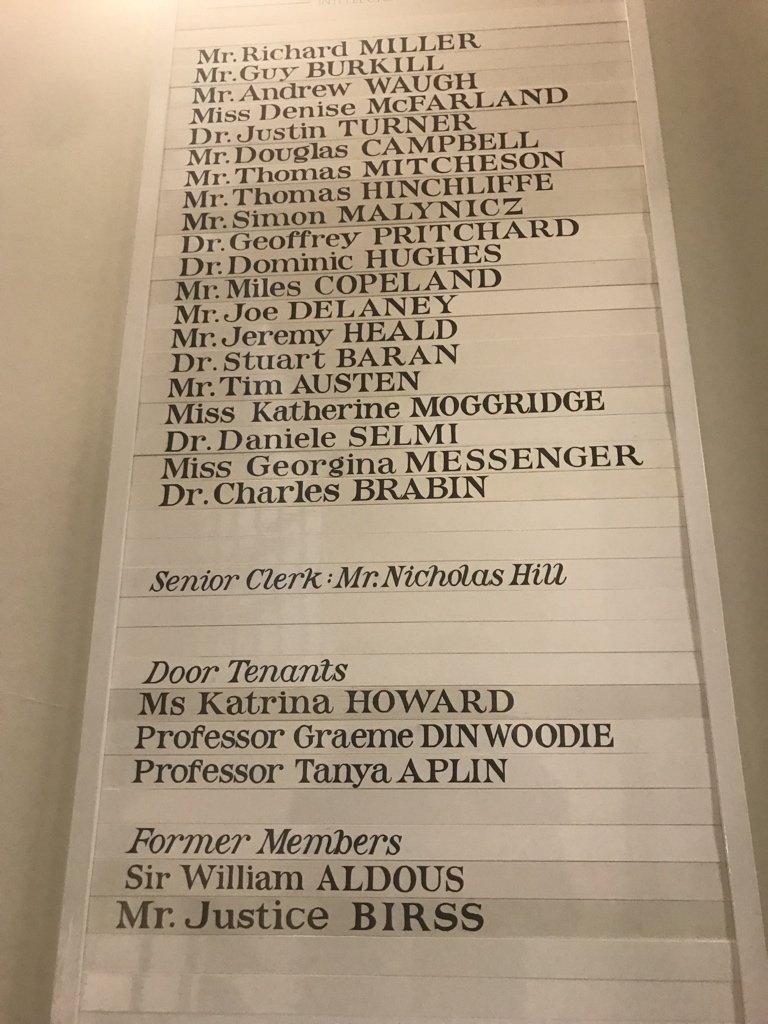 Mr. Richard MILLER
Mr. Guy BURKILL
Mr. Andrew WAUGH
Miss Denise McFARLAND
Dr. Justin TURNER
Mr. Douglas CAMPBELL
Mr. Thomas MITCHESON
Mr. Thomas HINCHLIFFE
Mr. Simon MALYNICZ
Dr. Geoffrey PRITCHARD
Dr. Dominic HUGHES
Mr. Miles COPELAND
Mr. Joe DELANEY
Mr. Jeremy HEALD
Dr. Stuart BARAN
Mr. Tim AUSTEN
Miss Katherine MOGGRIDGE
Dr. Daniele SELMI
Miss Georgina MESSENGER
Dr. Charles BRABIN
Senior Clerk: Mr. Nicholas Hill
Door Tenants
Ms Katrina HOWARD
Professor Graeme DINWOODIE
Professor Tanya APLIN
Former Members
Sir William ALDOUS
Mr. Justice BIRSS